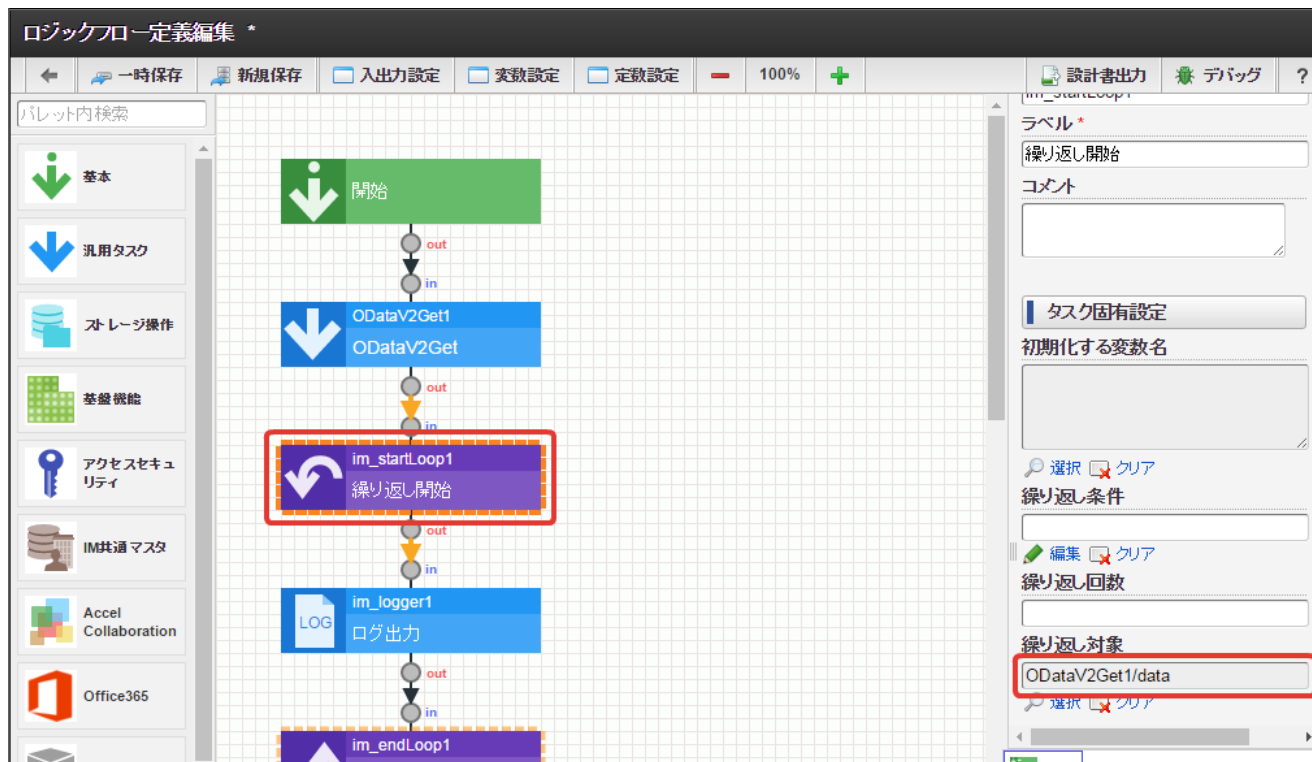 ロジックフロー定義編集 *
一時保存 新規保存 入出力設定 変数設定 定数設定 100% 設計書出力 デバッグ ?
パレット内検索
基本
汎用タスク
ストレージ操作
基盤機能
アクセスセキュ
リティ
IM共通マスタ
Accel
Collaboration
Office365
開始
out
in
ODataV2Get1
ODataV2Get
out
in
im_startLoop1
繰り返し開始
out
in
LOG
im_logger1
ログ出力
out
in
im_endLoop1
im_startLoop1
ラベル *
繰り返し開始
コメント
タスク固有設定
初期化する変数名
選択 クリア
繰り返し条件
編集 クリア
繰り返し回数
繰り返し対象
ODataV2Get1/data
選択 クリア